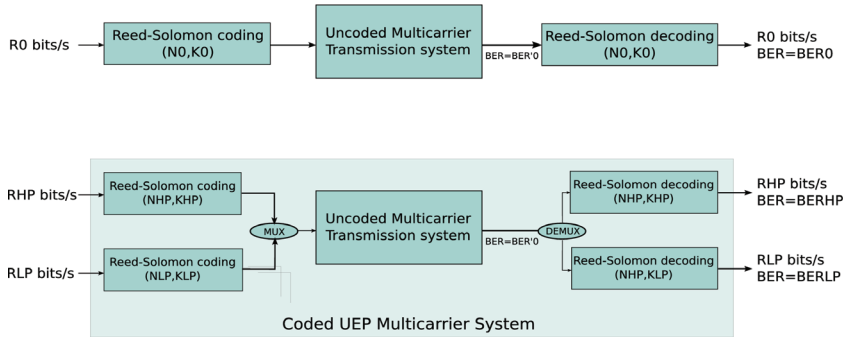 R0 bits/s
Reed-Solomon coding
(N0,K0)
Uncoded Multicarrier
Transmission system
BER=BER'0
Reed-Solomon decoding
(N0,K0)
R0 bits/s
BER=BER0
RHP bits/s
Reed-Solomon coding
(NHP,KHP)
RLP bits/s
Reed-Solomon coding
(NLP,KLP)
MUX
Uncoded Multicarrier
Transmission system
BER=BER'0
DEMUX
Reed-Solomon decoding
(NHP,KHP)
RHP bits/s
BER=BERHP
Reed-Solomon decoding
(NHP,KLP)
RLP bits/s
BER=BERLP
Coded UEP Multicarrier System